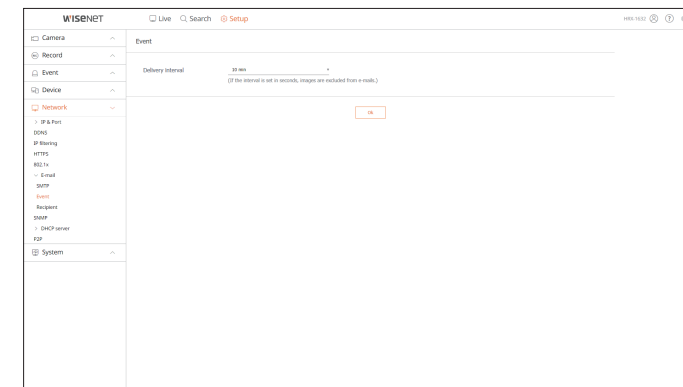 WISENET
Live Search Setup
HRX-1632
Camera
Record
Event
Device
Network
IP & Port
DDNS
IP filtering
HTTPS
802.1x
E-mail
SMTP
Event
Recipient
SNMP
DHCP server
P2P
System
Event
Delivery Interval
10 min
(If the interval is set in seconds, images are excluded from e-mails.)
Ok